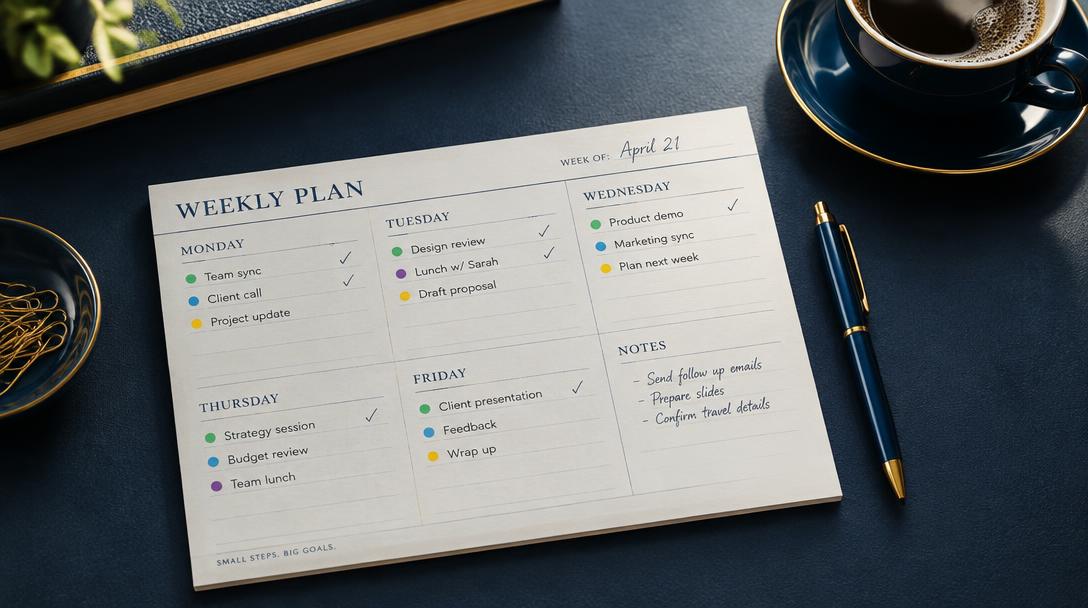 WEEKLY PLAN
WEEK OF: April 21
MONDAY
Team sync ✓
Client call ✓
Project update
TUESDAY
Design review ✓
Lunch w/ Sarah ✓
Draft proposal
WEDNESDAY
Product demo ✓
Marketing sync
Plan next week
THURSDAY
Strategy session ✓
Budget review
Team lunch
FRIDAY
Client presentation ✓
Feedback
Wrap up
NOTES
- Send follow up emails
- Prepare slides
- Confirm travel details
SMALL STEPS. BIG GOALS.